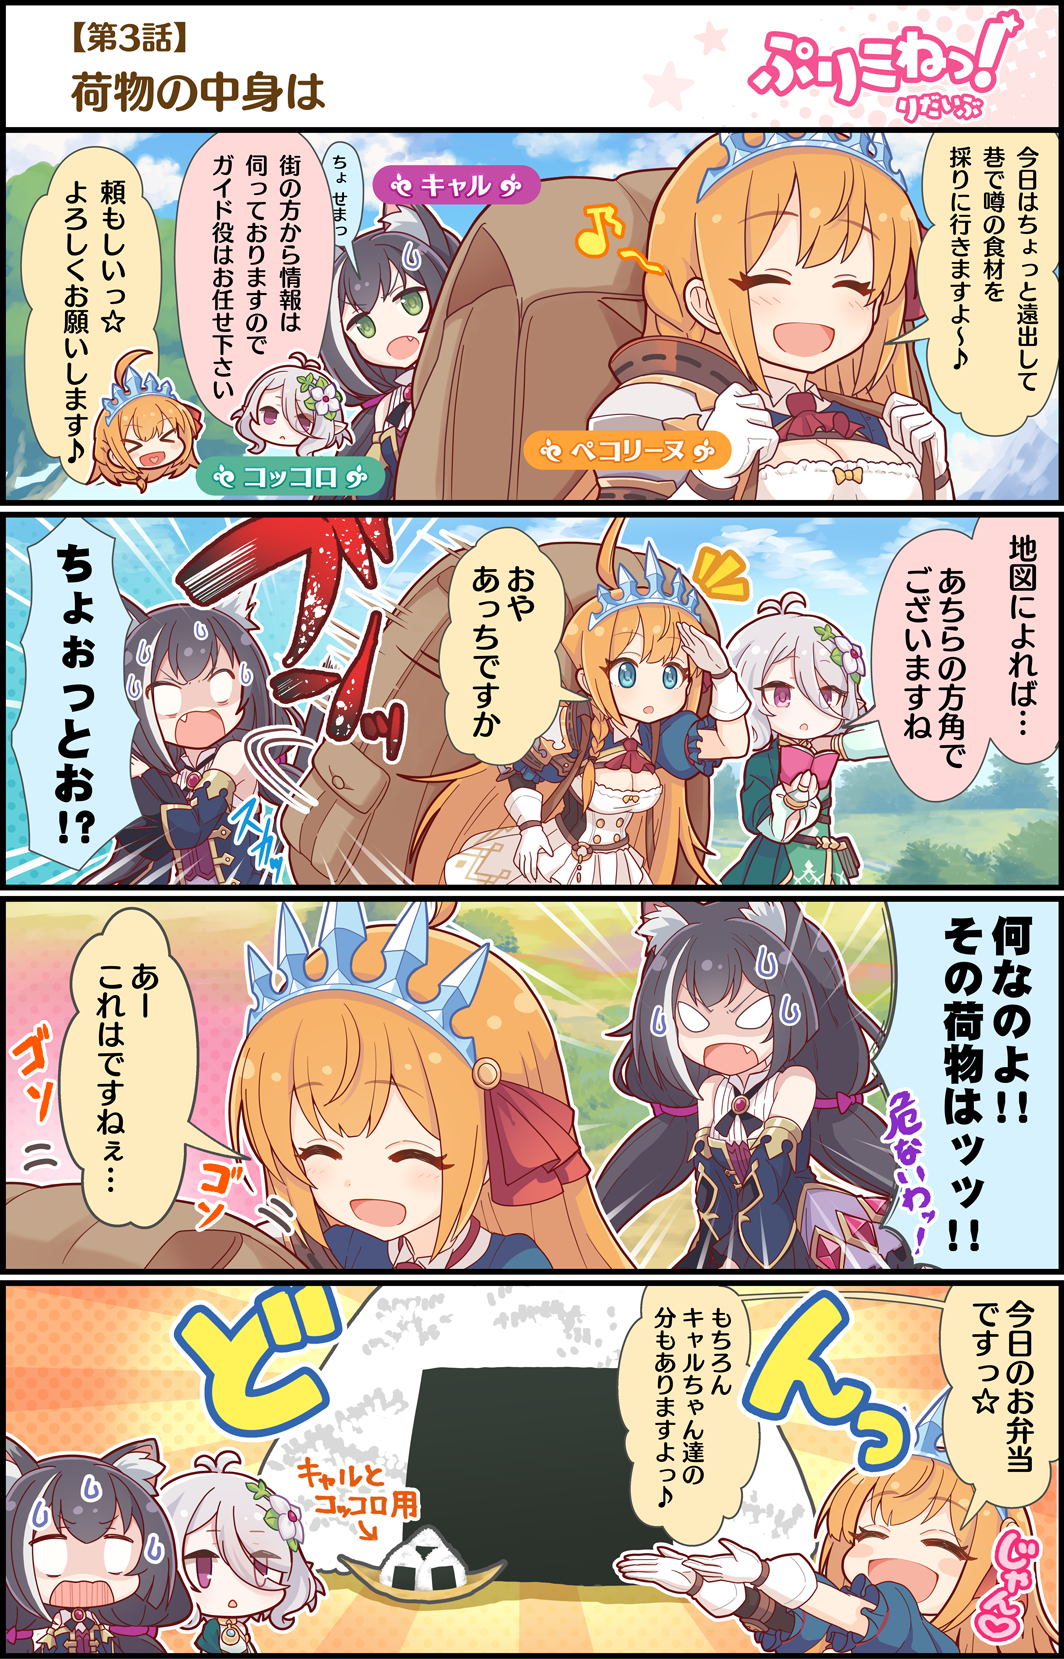 【第3話】
荷物の中身は
ぷりこねっ!
りだいぶ
今日はちょっと遠出して
巷で噂の食材を
採りに行きますよ~♪
ペコリーヌ
ちょ せまっ
キャル
街の方から情報は
伺っておりますので
ガイド役はお任せ下さい
コッコロ
頼もしいっ☆
よろしくお願いします♪
地図によれば…
あちらの方角で
ございますね
おや
あっちですか
ブンッ
スカッ
ちょぉっとお!?
何なのよ!!
その荷物はッッ!!
危ないわッ!
あー
これはですねぇ…
ゴソ
ゴソ
今日のお弁当
ですっ☆
じゃん
もちろん
キャルちゃん達の
分もありますよっ♪
どんっ
キャルと
コッコロ用